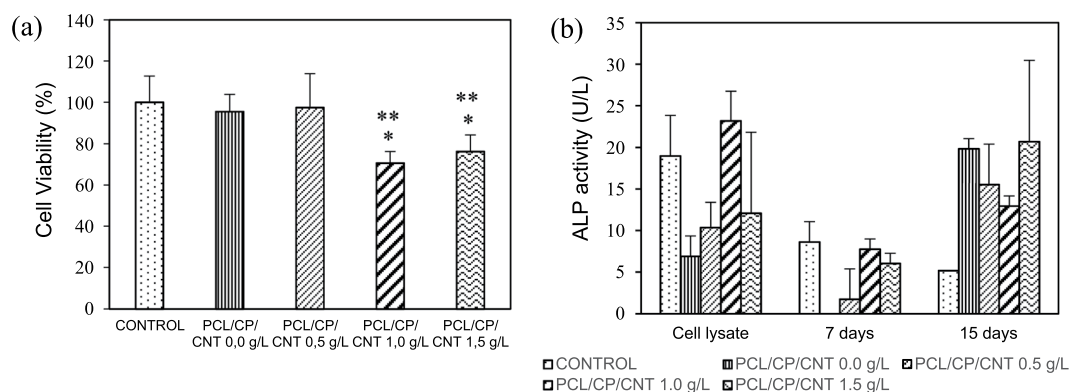 (a)
Cell Viability (%)
140
120
100
80
60
40
20
0
**
*
**
*
CONTROL
PCL/CP/
CNT 0,0 g/L
PCL/CP/
CNT 0,5 g/L
PCL/CP/
CNT 1,0 g/L
PCL/CP/
CNT 1,5 g/L
(b)
ALP activity (U/L)
35
30
25
20
15
10
5
0
Cell lysate
7 days
15 days
CONTROL
PCL/CP/CNT 0.0 g/L
PCL/CP/CNT 0.5 g/L
PCL/CP/CNT 1.0 g/L
PCL/CP/CNT 1.5 g/L